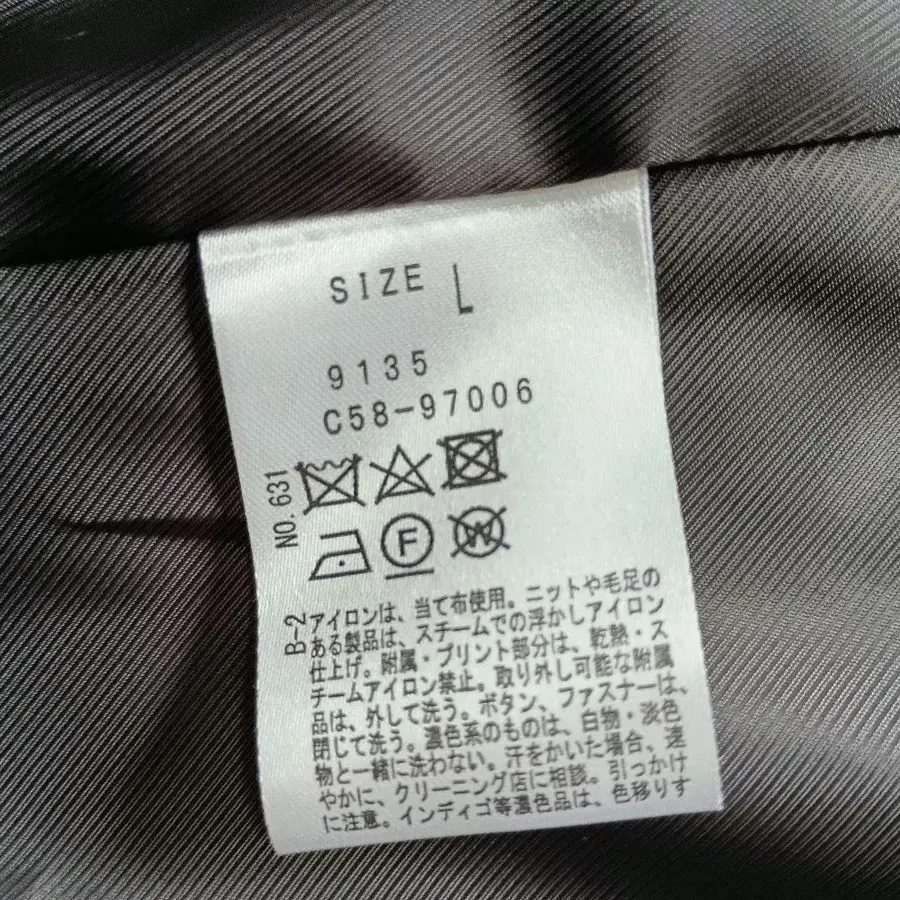 SIZE L
9135
C58-97006
NO. 631
F
W
B-2
アイロンは、当て布使用。ニットや毛足の
ある製品は、スチームでの浮かしアイロン
仕上げ。附属・プリント部分は、乾熱・ス
チームアイロン禁止。取り外し可能な附属
品は、外して洗う。ボタン、ファスナーは、
閉じて洗う。濃色系のものは、白物・淡色
物と一緒に洗わない。汗をかいた場合、速
やかに、クリーニング店に相談。引っかけ
に注意。インディゴ等濃色品は、色移りす